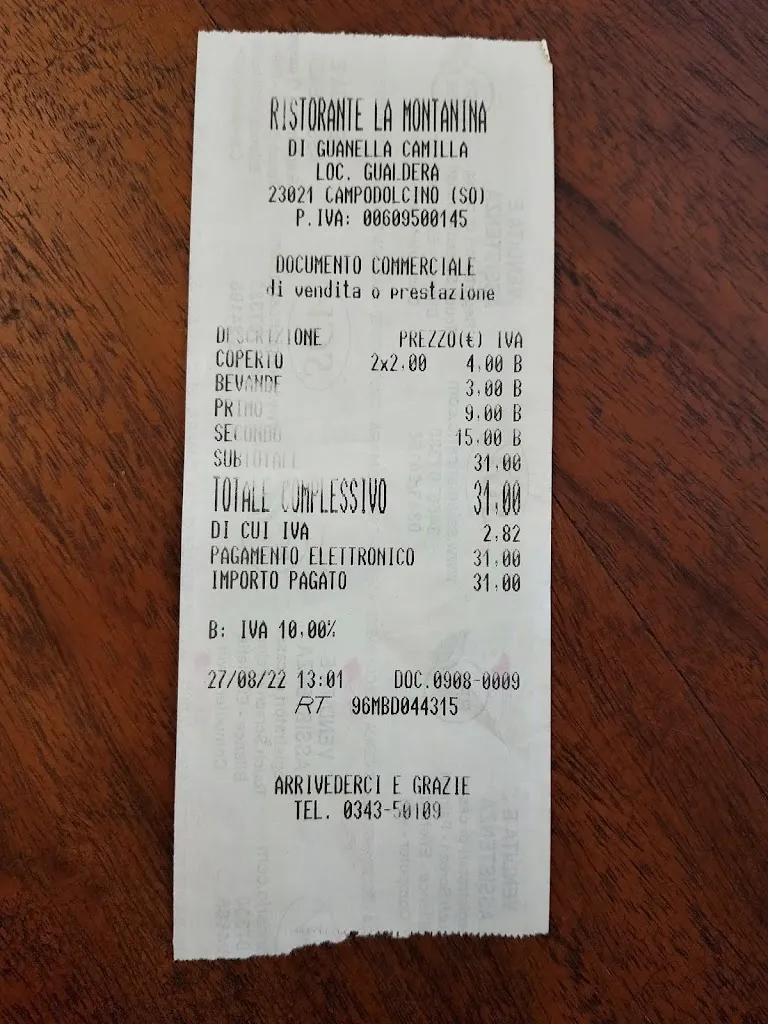 RISTORANTE LA MONTANINA
DI GUANELLA CAMILLA
LOC. GUALDERA
23021 CAMPODOLCINO (SO)
P.IVA: 00609500145
DOCUMENTO COMMERCIALE
di vendita o prestazione
DESCRIZIONE PREZZO(€) IVA
COPERTO 2x2,00 4,00 B
BEVANDE 3,00 B
PRIMO 9,00 B
SECONDO 15,00 B
SUBTOTALE 31,00
TOTALE COMPLESSIVO 31,00
DI CUI IVA 2,82
PAGAMENTO ELETTRONICO 31,00
IMPORTO PAGATO 31,00
B: IVA 10,00%
27/08/22 13:01 DOC.0908-0009
RT 96MBD044315
ARRIVEDERCI E GRAZIE
TEL. 0343-50109